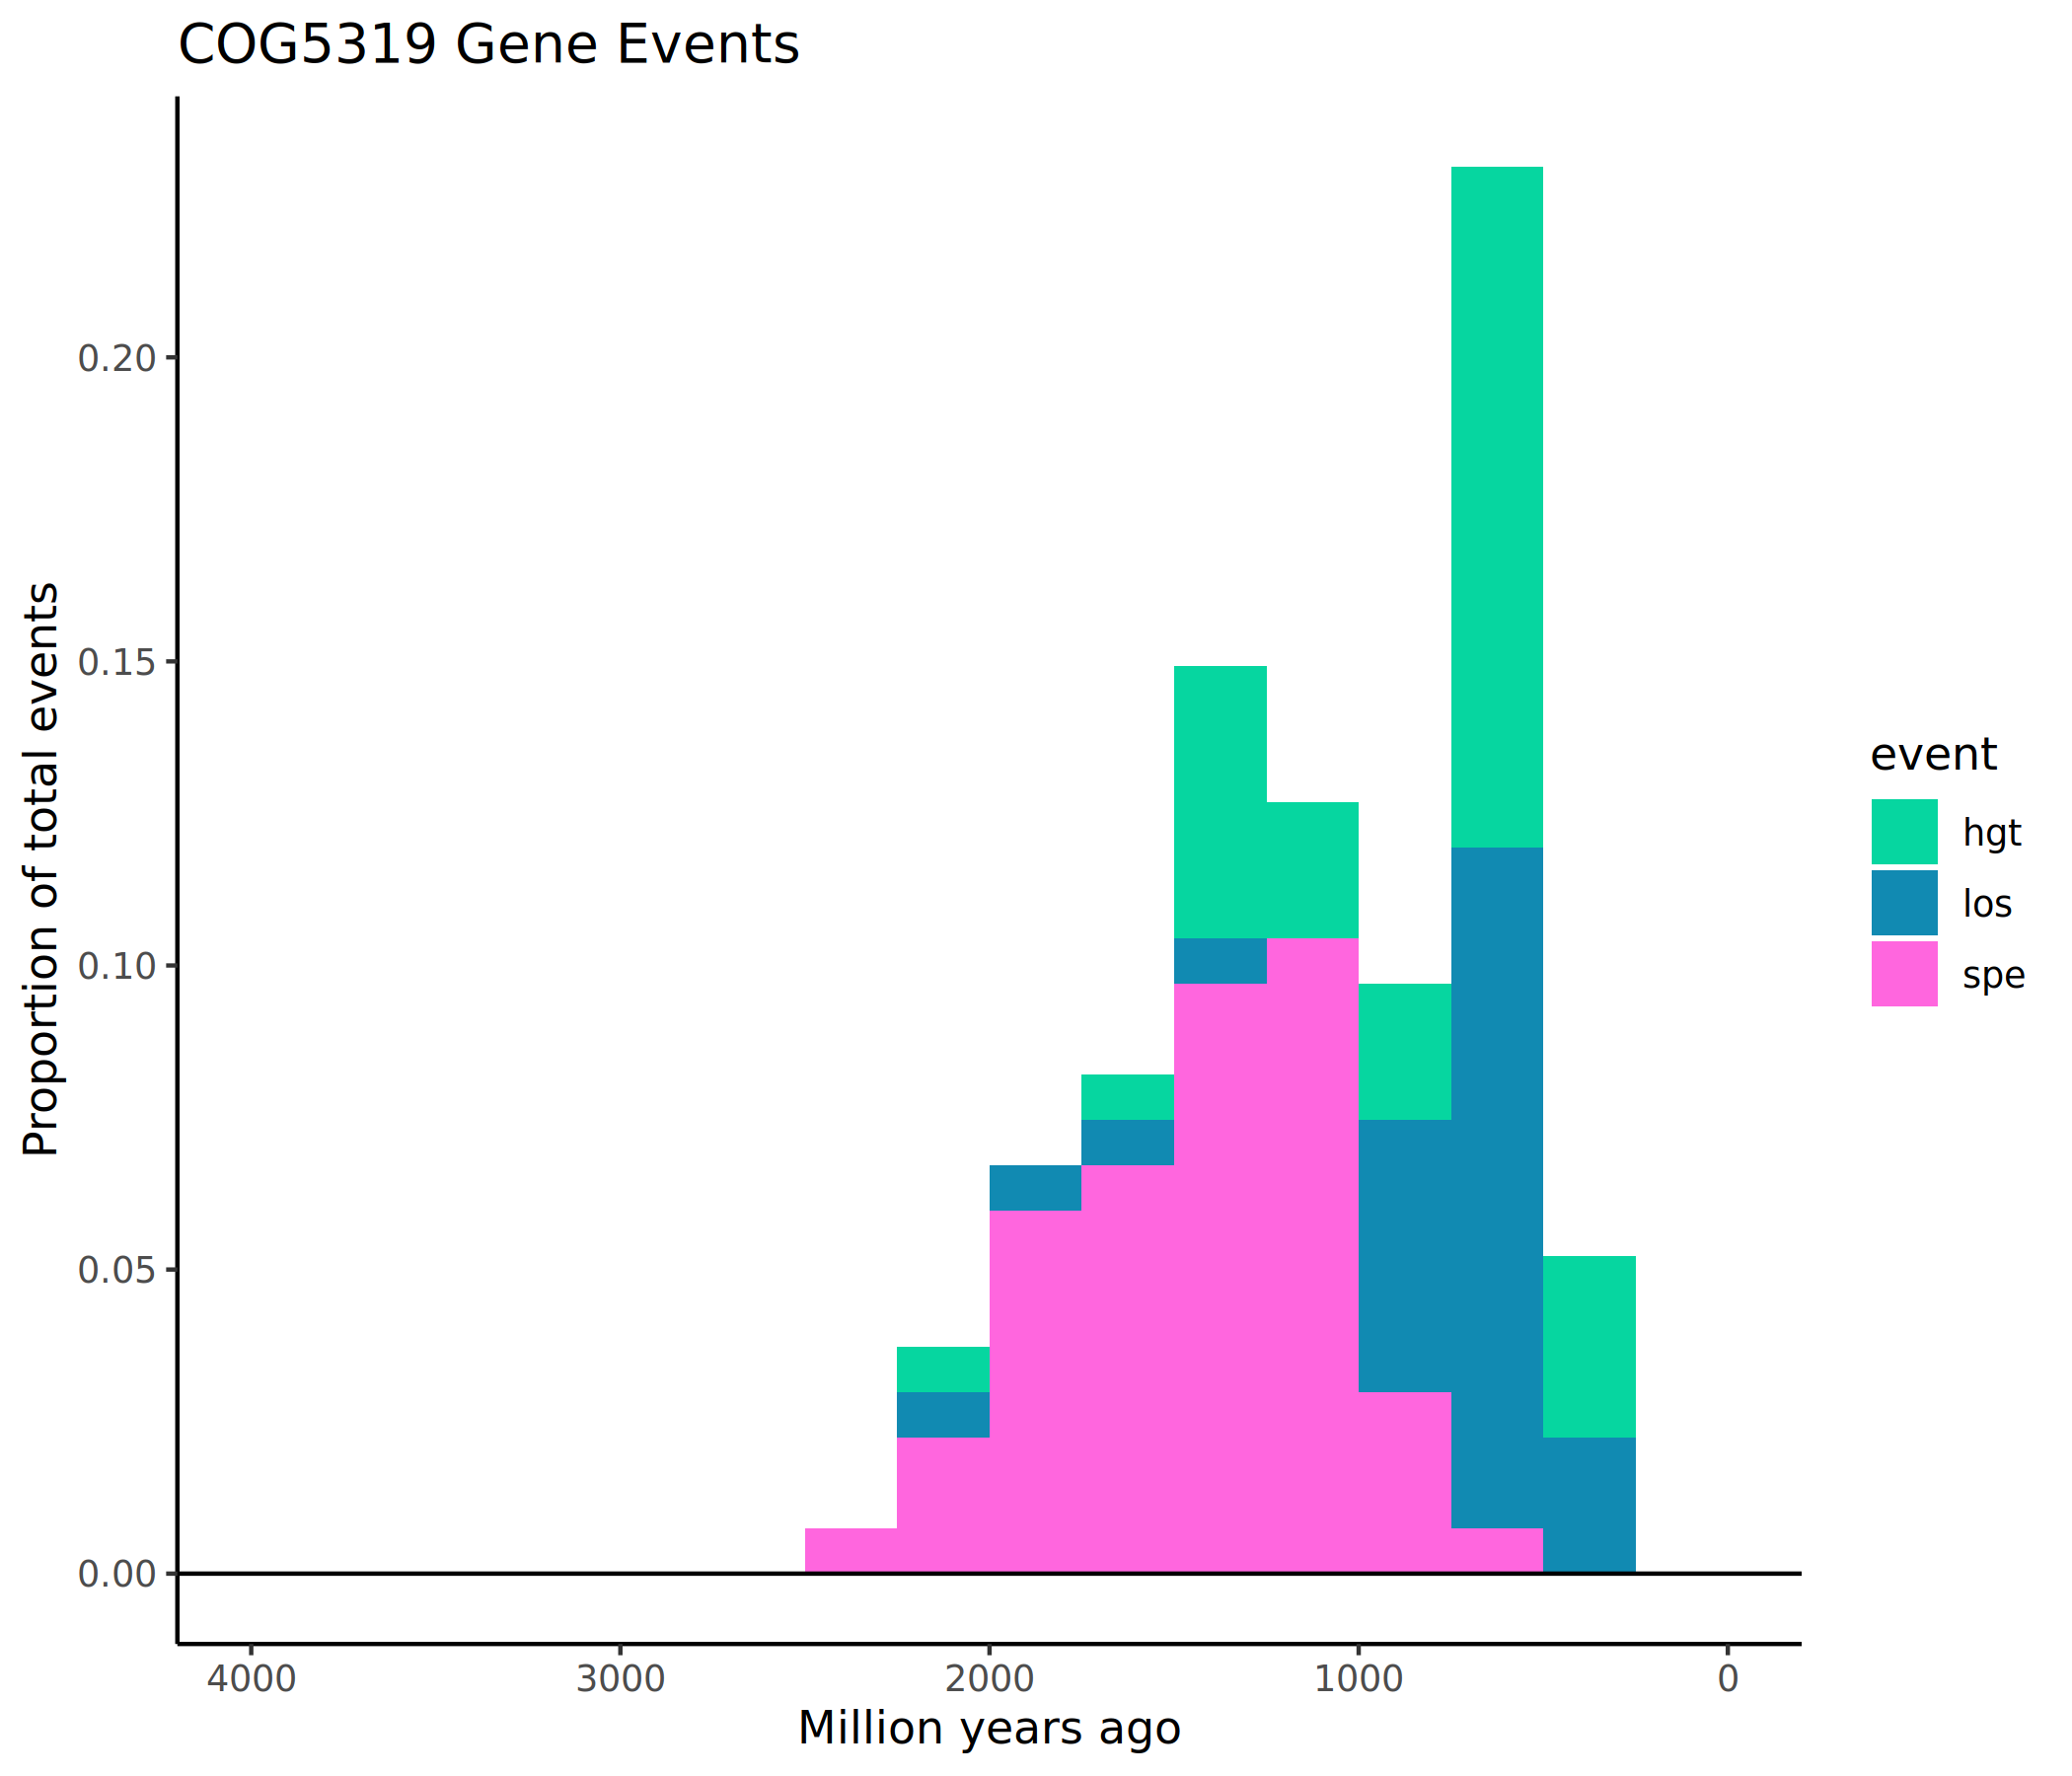 COG5319 Gene Events
Proportion of total events
0.20
0.15
0.10
0.05
0.00
4000 3000 2000 1000 0
Million years ago
event
hgt
los
spe